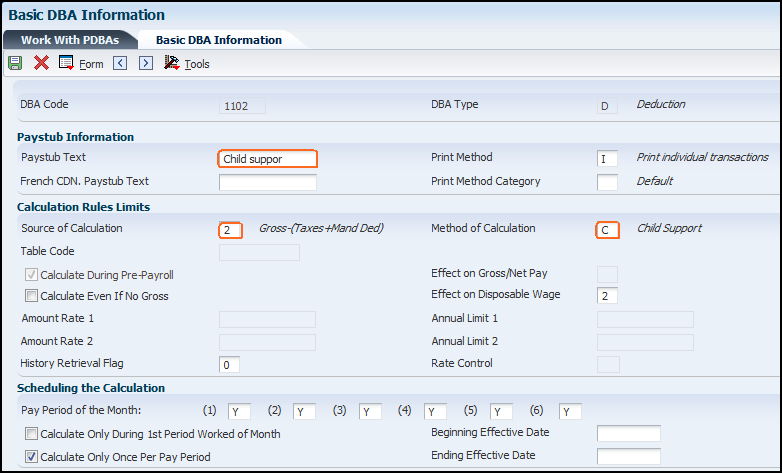 Basic DBA Information
Work With PDBAs Basic DBA Information
Form Tools
DBA Code 1102 DBA Type D Deduction
Paystub Information
Paystub Text Child suppor Print Method I Print individual transactions
French CDN. Paystub Text Print Method Category Default
Calculation Rules Limits
Source of Calculation 2 Gross-(Taxes+Mand Ded) Method of Calculation C Child Support
Table Code
Calculate During Pre-Payroll Effect on Gross/Net Pay
Calculate Even If No Gross Effect on Disposable Wage 2
Amount Rate 1 Annual Limit 1
Amount Rate 2 Annual Limit 2
History Retrieval Flag 0 Rate Control
Scheduling the Calculation
Pay Period of the Month: (1) Y (2) Y (3) Y (4) Y (5) Y (6) Y
Calculate Only During 1st Period Worked of Month Beginning Effective Date
Calculate Only Once Per Pay Period Ending Effective Date